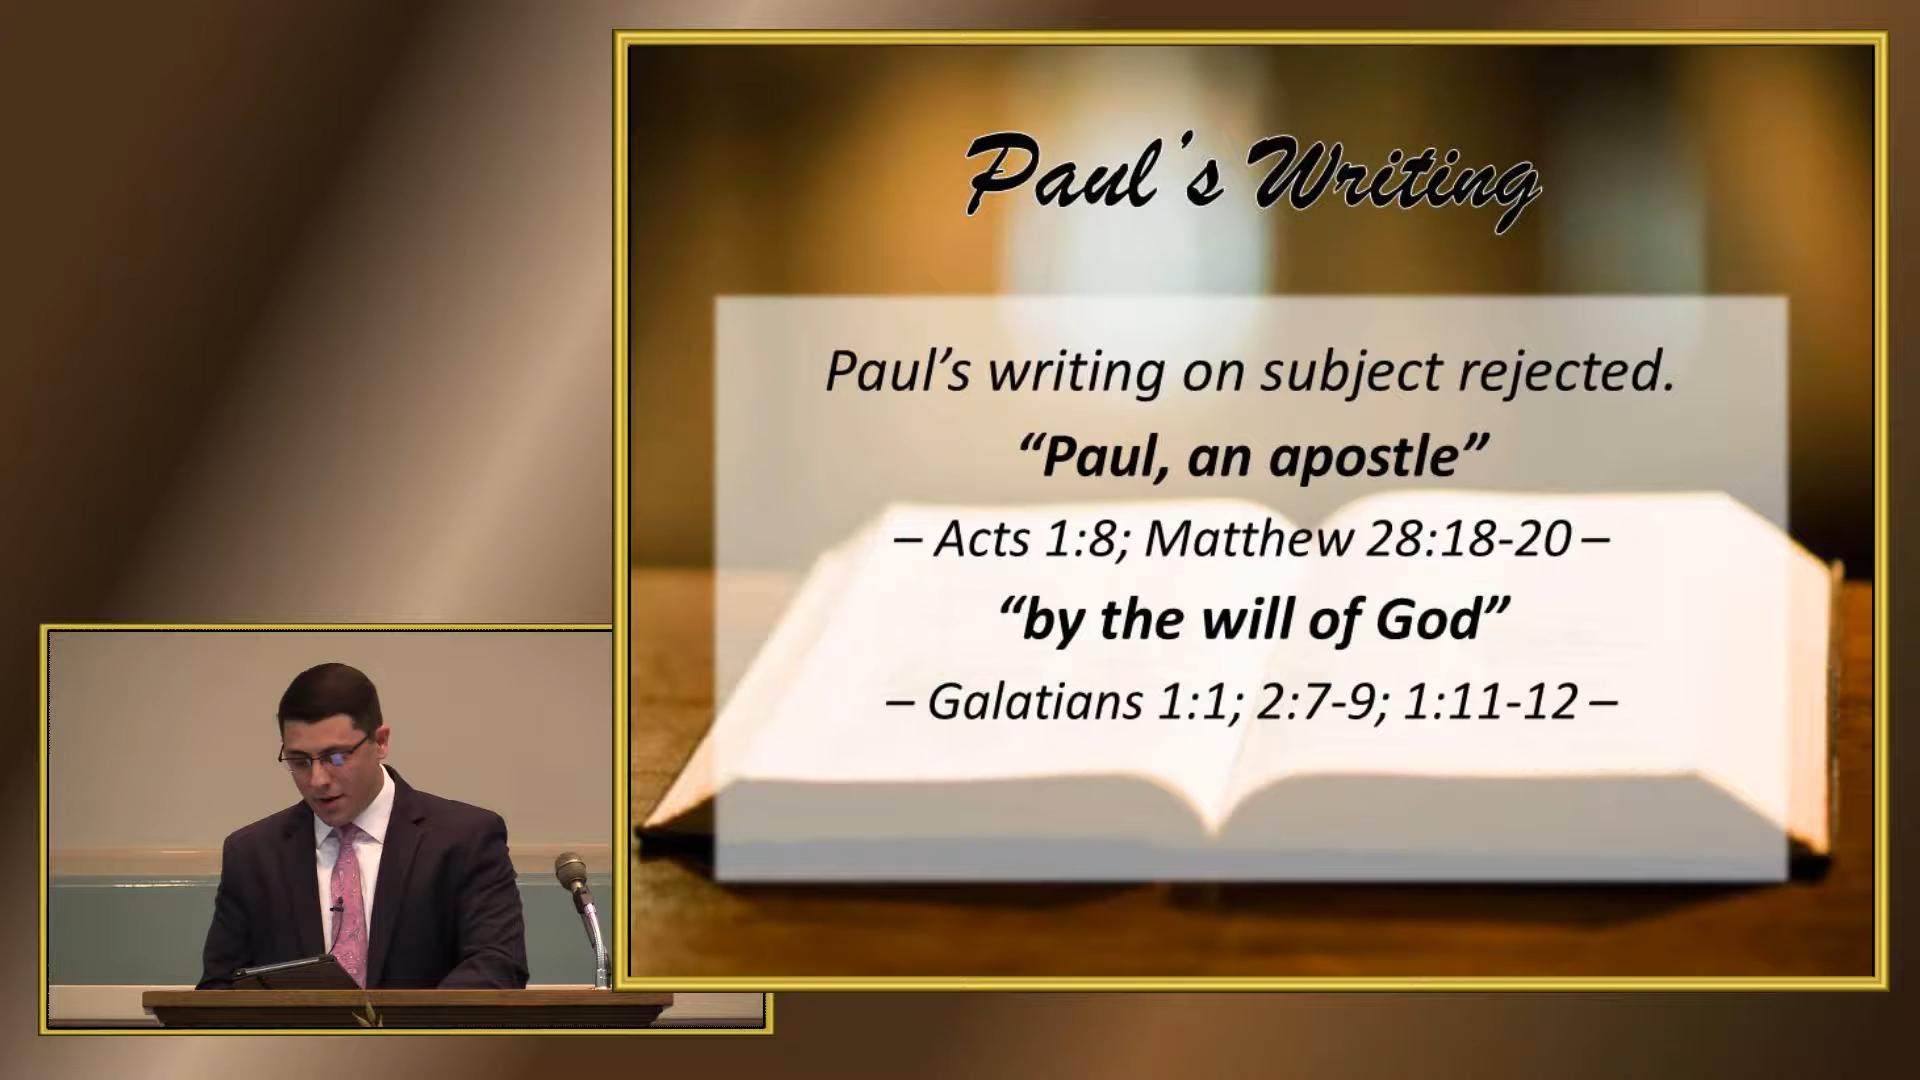 Paul's Writing
Paul’s writing on subject rejected.
“Paul, an apostle”
– Acts 1:8; Matthew 28:18-20 –
“by the will of God”
– Galatians 1:1; 2:7-9; 1:11-12 –